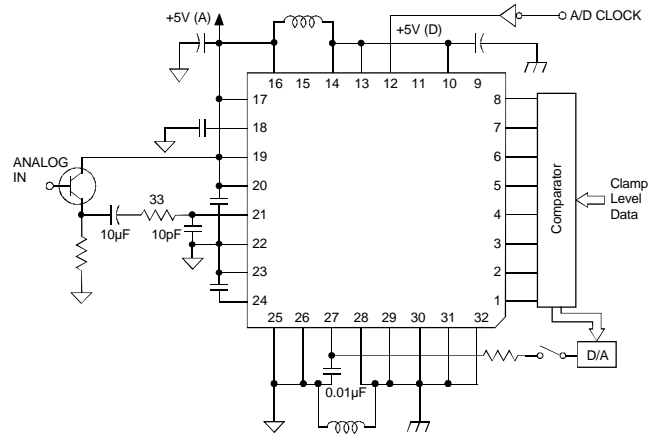 +5V (A)
+5V (D)
A/D CLOCK
16 15 14 13 12 11 10 9
17
18
19
20
21
22
23
24
8
7
6
5
4
3
2
1
Comparator
Clamp
Level
Data
ANALOG
IN
33
10µF
10pF
25 26 27 28 29 30 31 32
0.01µF
D/A